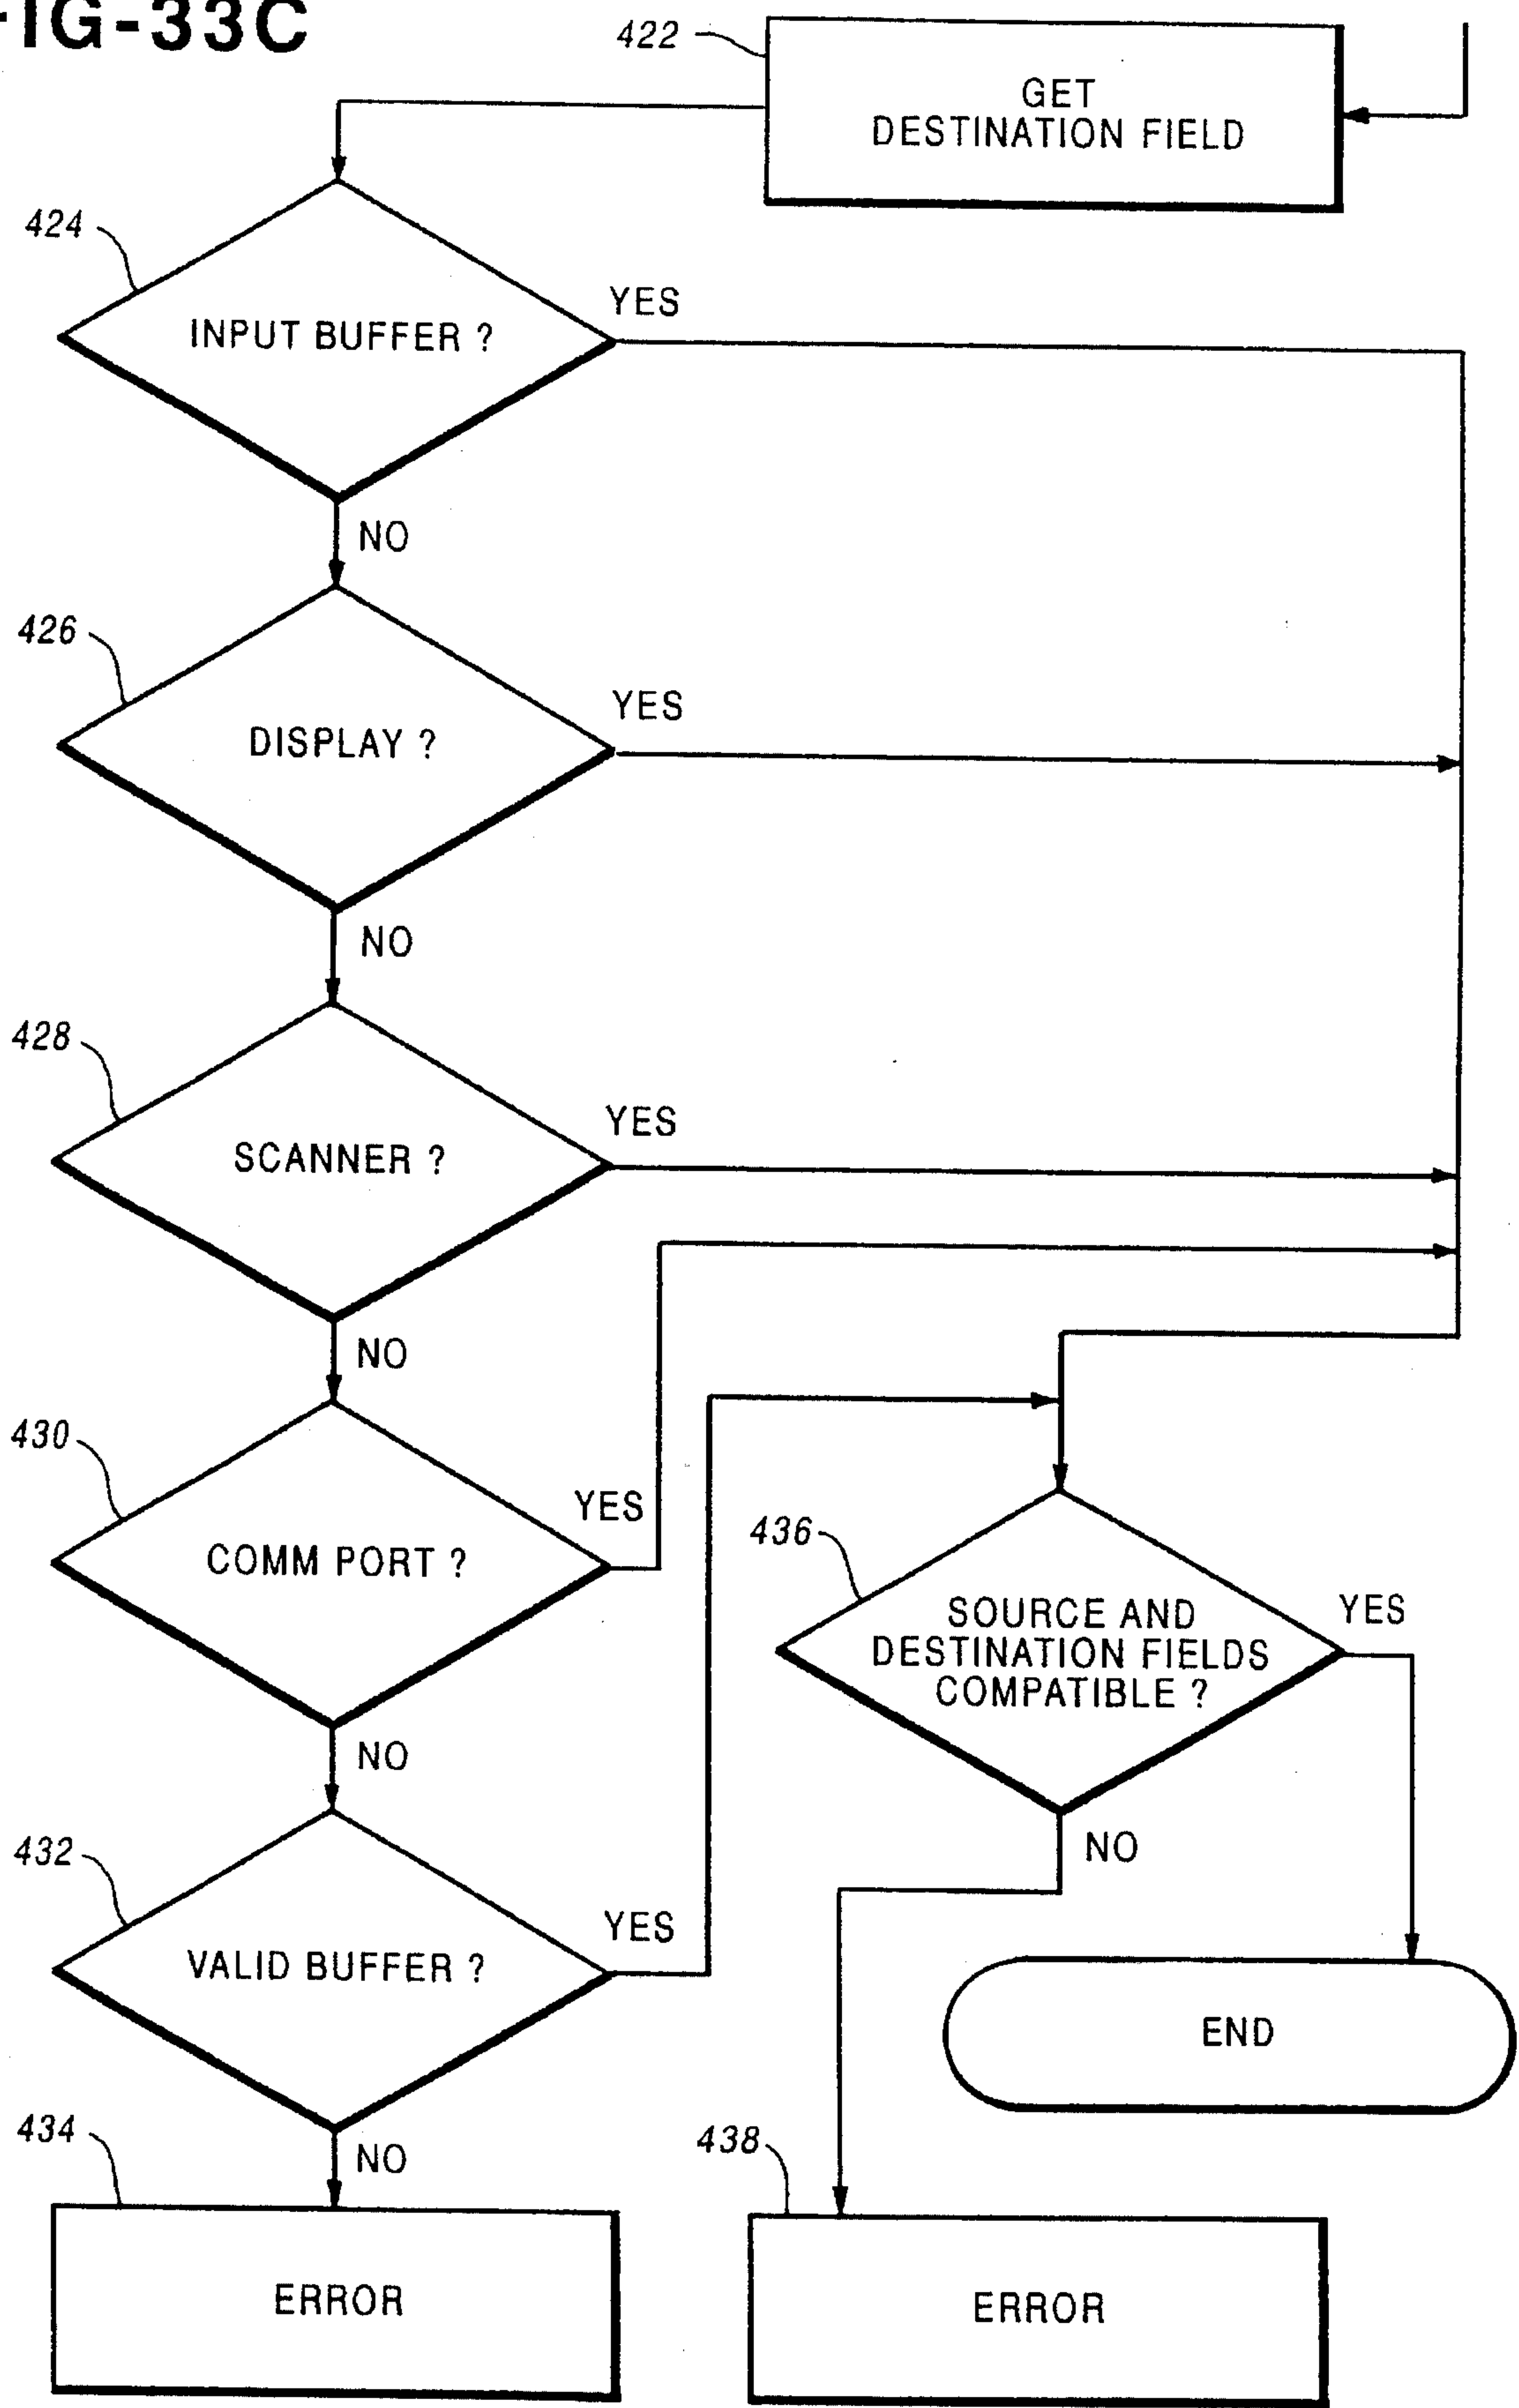 FIG-33C
422
GET
DESTINATION FIELD
424
INPUT BUFFER ?
YES
NO
426
DISPLAY ?
YES
NO
428
SCANNER ?
YES
NO
430
COMM PORT ?
YES
NO
436
SOURCE AND
DESTINATION FIELDS
COMPATIBLE ?
YES
NO
432
VALID BUFFER ?
YES
NO
END
434
ERROR
438
ERROR